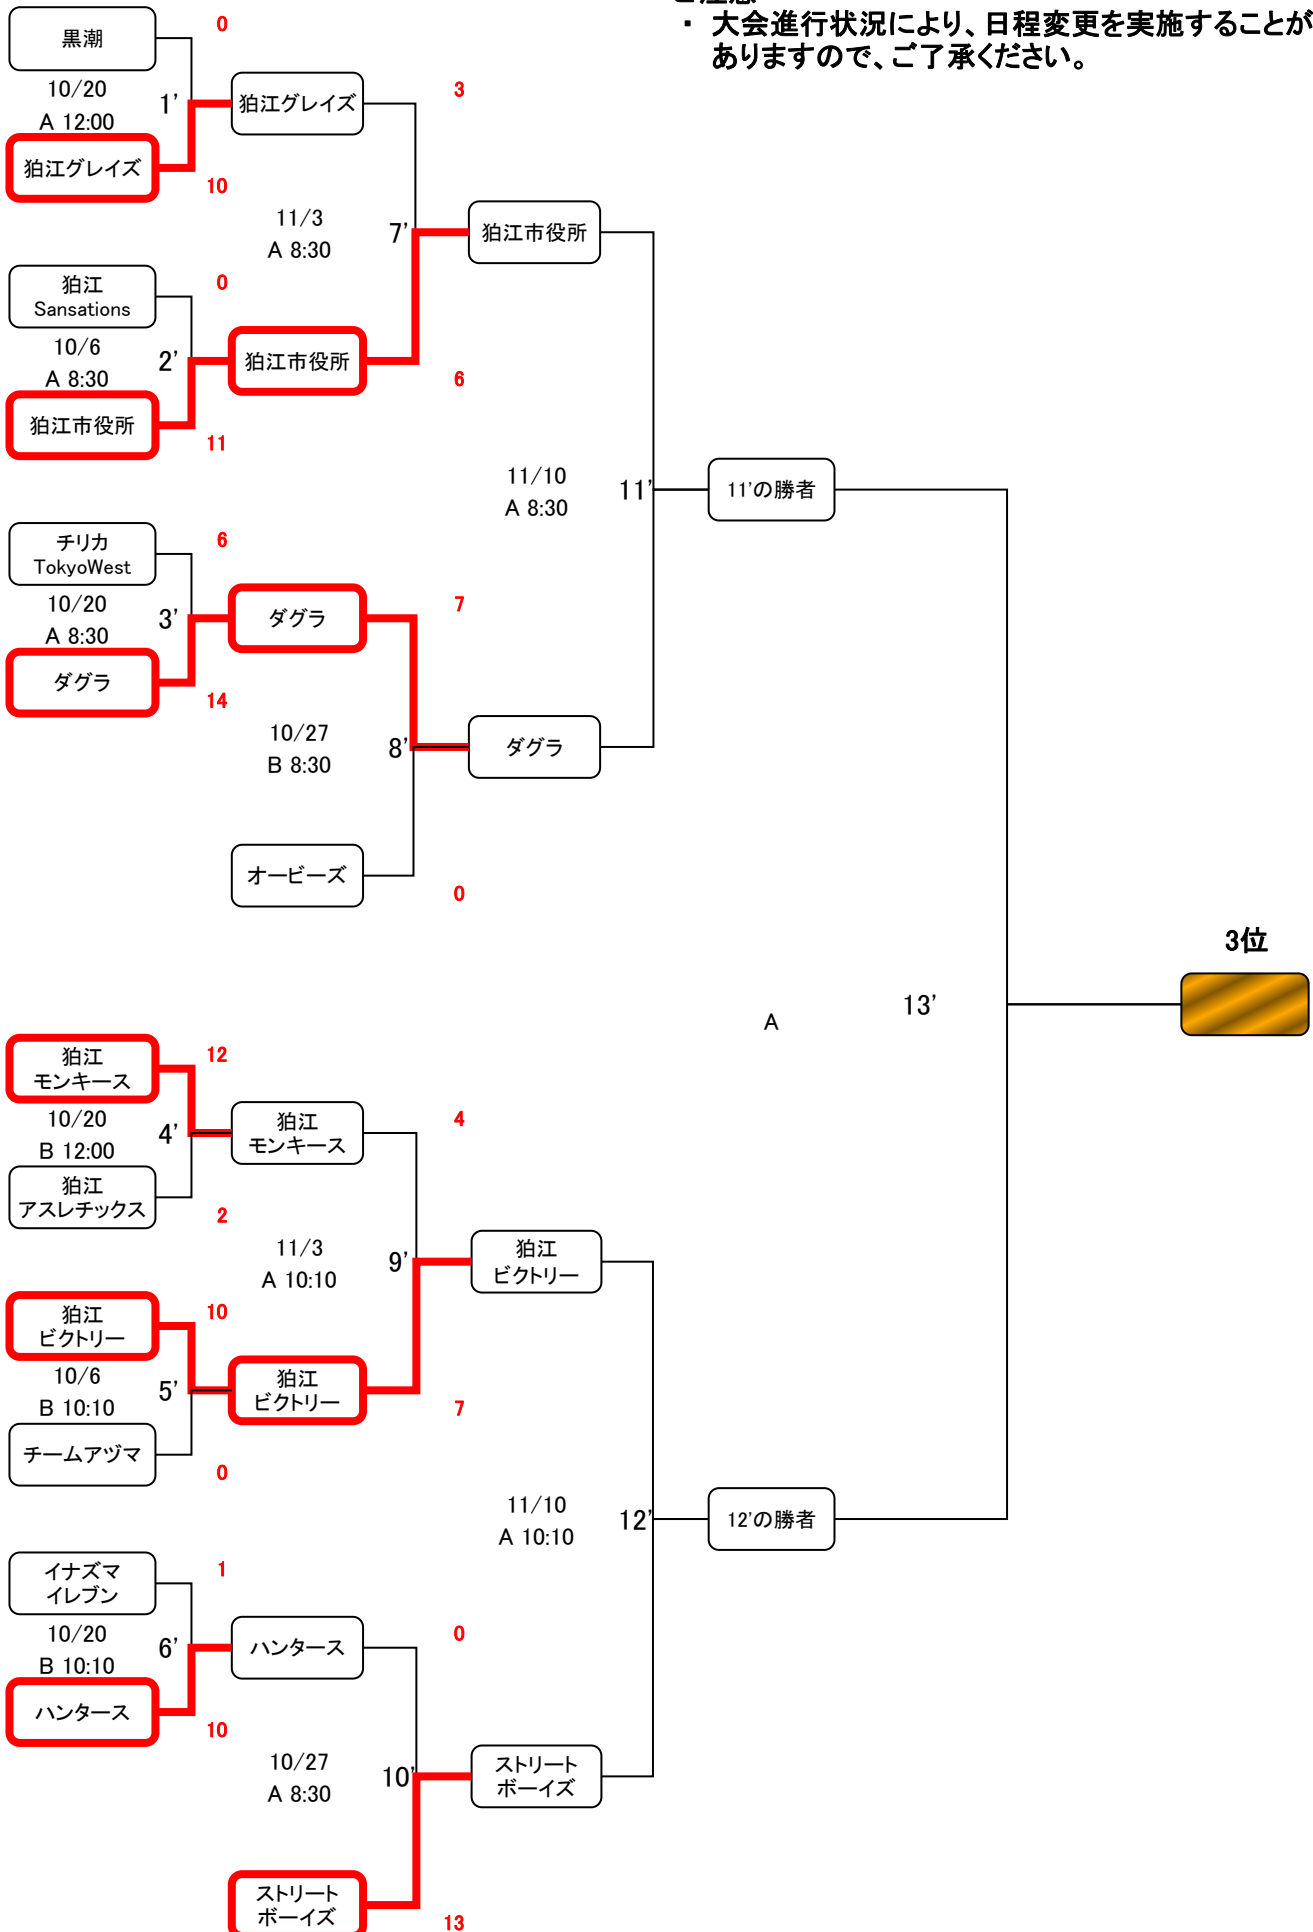 ・ 大会進行状況により、日程変更を実施することが
ありますので、ご了承ください。
黒潮
0
10/20
A 12:00
1'
狛江グレイズ
3
狛江グレイズ
10
11/3
A 8:30
7'
狛江市役所
狛江
Sansations
0
10/6
A 8:30
2'
狛江市役所
6
狛江市役所
11
11/10
A 8:30
11'
11'の勝者
チリカ
TokyoWest
6
10/20
A 8:30
3'
ダグラ
7
ダグラ
14
10/27
B 8:30
8'
ダグラ
オービーズ
0
3位
A
13'
狛江
モンキース
12
10/20
B 12:00
4'
狛江
モンキース
4
狛江
アスレチックス
2
11/3
A 10:10
9'
狛江
ビクトリー
狛江
ビクトリー
10
10/6
B 10:10
5'
狛江
ビクトリー
7
チームアヅマ
0
11/10
A 10:10
12'
12'の勝者
イナズマ
イレブン
1
10/20
B 10:10
6'
ハンタース
0
ハンタース
10
10/27
A 8:30
10'
ストリート
ボーイズ
ストリート
ボーイズ
13